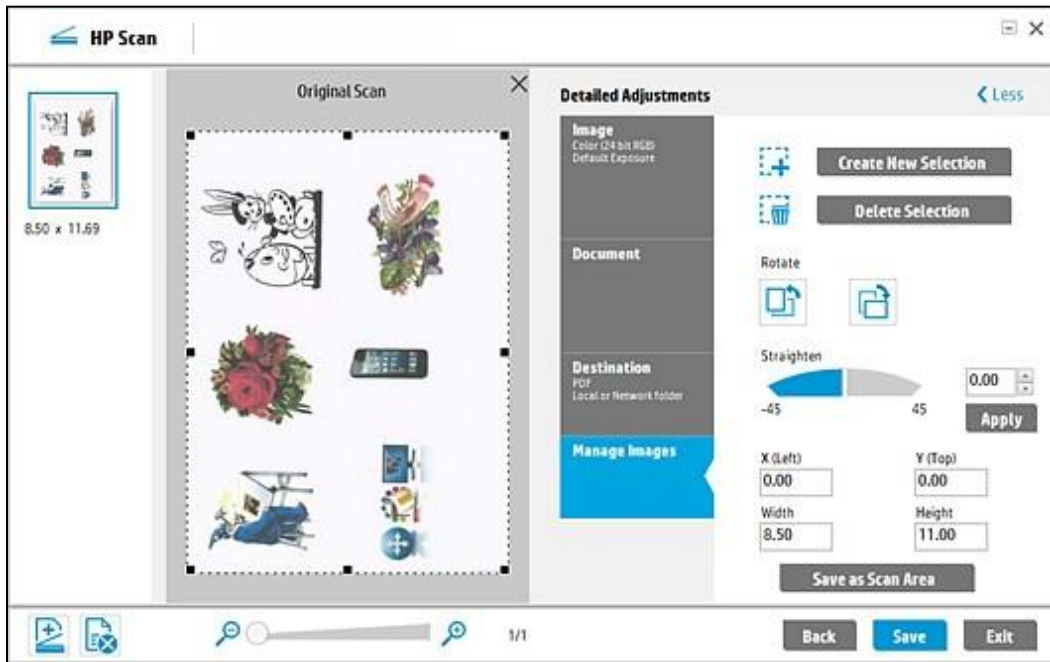 HP Scan
Original Scan
8.50 x 11.69
Detailed Adjustments
Less
Image
Color (24 bit RGB)
Default Exposure
Document
Destination
PDF
Local or Network folder
Manage Images
Create New Selection
Delete Selection
Rotate
Straighten
0.00
-45 45
Apply
X (Left) Y (Top)
0.00 0.00
Width Height
8.50 11.00
Save as Scan Area
1/1
Back Save Exit